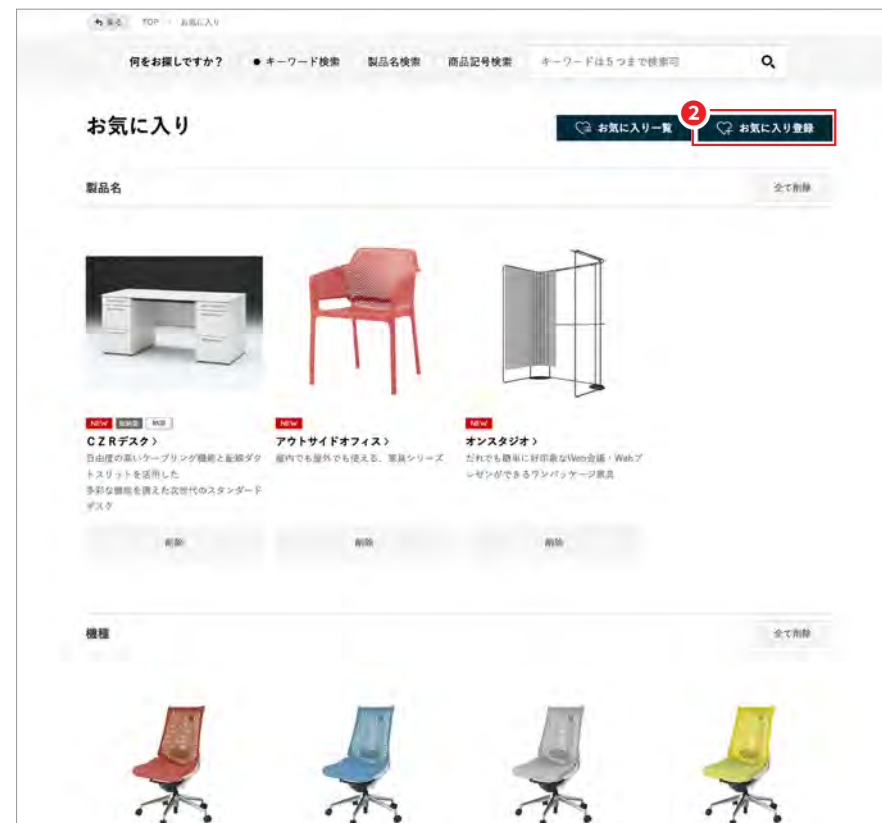 戻る TOP お気に入り
何をお探しですか? ● キーワード検索 製品名検索 商品記号検索 キーワードは5つまで検索可
お気に入り
お気に入り一覧
2 お気に入り登録
製品名 全て削除
NEW
CZRデスク >
自由度の高いケーブリング機能と配線ダク
トスリットを活用した
多彩な機能を携えた次世代のスタンダード
デスク
削除
NEW
アウトサイドオフィス >
屋内でも屋外でも使える、家具シリーズ
削除
NEW
オンスタジオ >
だれでも簡単に好印象なWeb会議・Webプ
レゼンができるワンパッケージ家具
削除
機種 全て削除